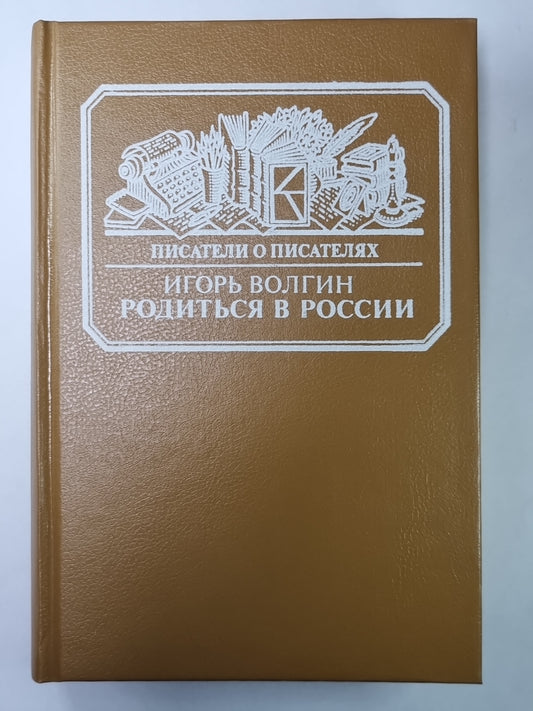 ПИСАТЕЛИ О ПИСАТЕЛЯХ
ИГОРЬ ВОЛГИН
РОДИТЬСЯ В РОССИИ